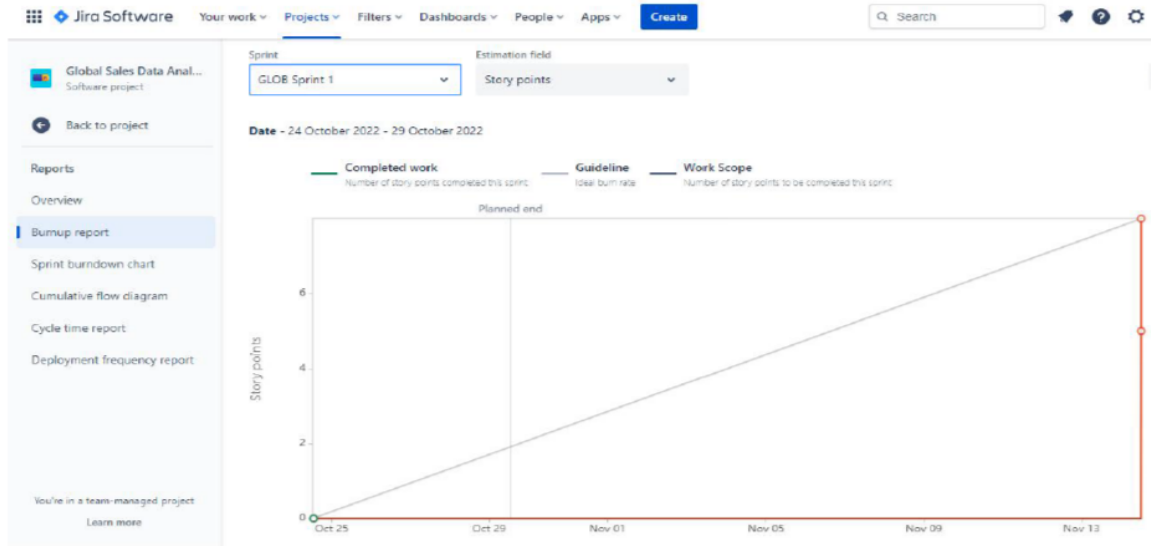 Jira Software Your work Projects Filters Dashboards People Apps Create Search
Global Sales Data Anal...
Software project
Back to project
Reports
Overview
Burnup report
Sprint burndown chart
Cumulative flow diagram
Cycle time report
Deployment frequency report
You're in a team-managed project
Learn more
Sprint Estimation field
GLOB Sprint 1 Story points
Date - 24 October 2022 - 29 October 2022
Completed work Guideline Work Scope
Number of story points completed this sprint Ideal burn rate Number of story points to be completed this sprint
Planned end
6
4
2
0
Story points
Oct 25 Oct 29 Nov 01 Nov 05 Nov 09 Nov 13